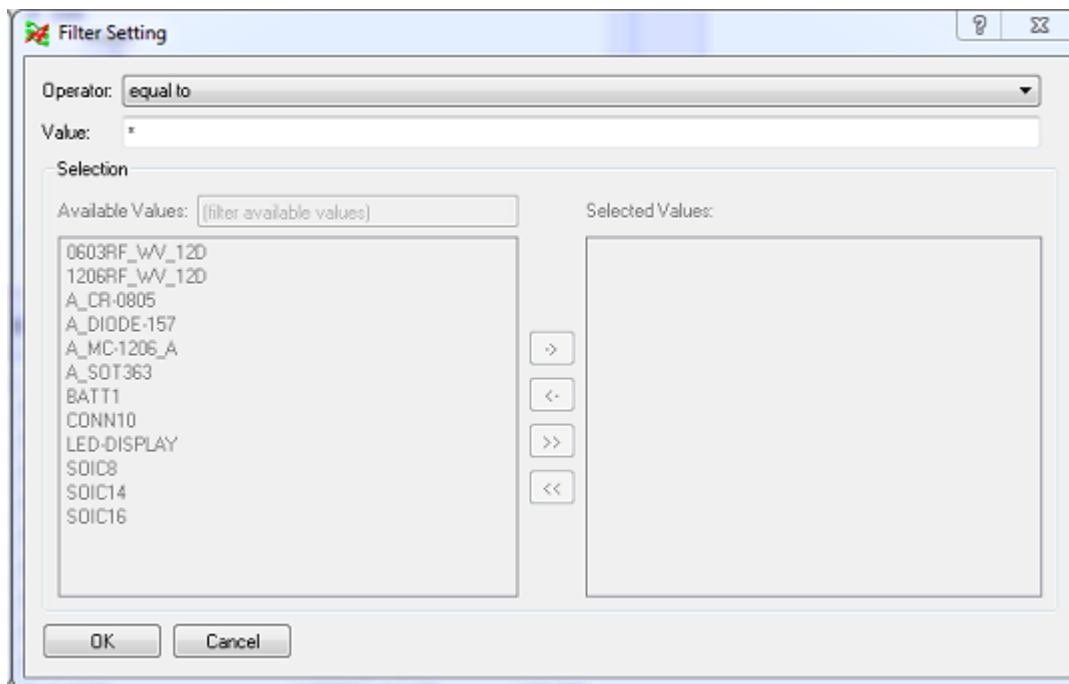 Filter Setting
Operator: equal to
Value: *
Selection
Available Values: (filter available values)
Selected Values:
0603RF_WV_12D
1206RF_WV_12D
A_CR-0805
A_DIODE-157
A_MC-1206_A
A_SOT363
BATT1
CONN10
LED-DISPLAY
SOIC8
SOIC14
SOIC16
->
<-
>>
<<
OK Cancel